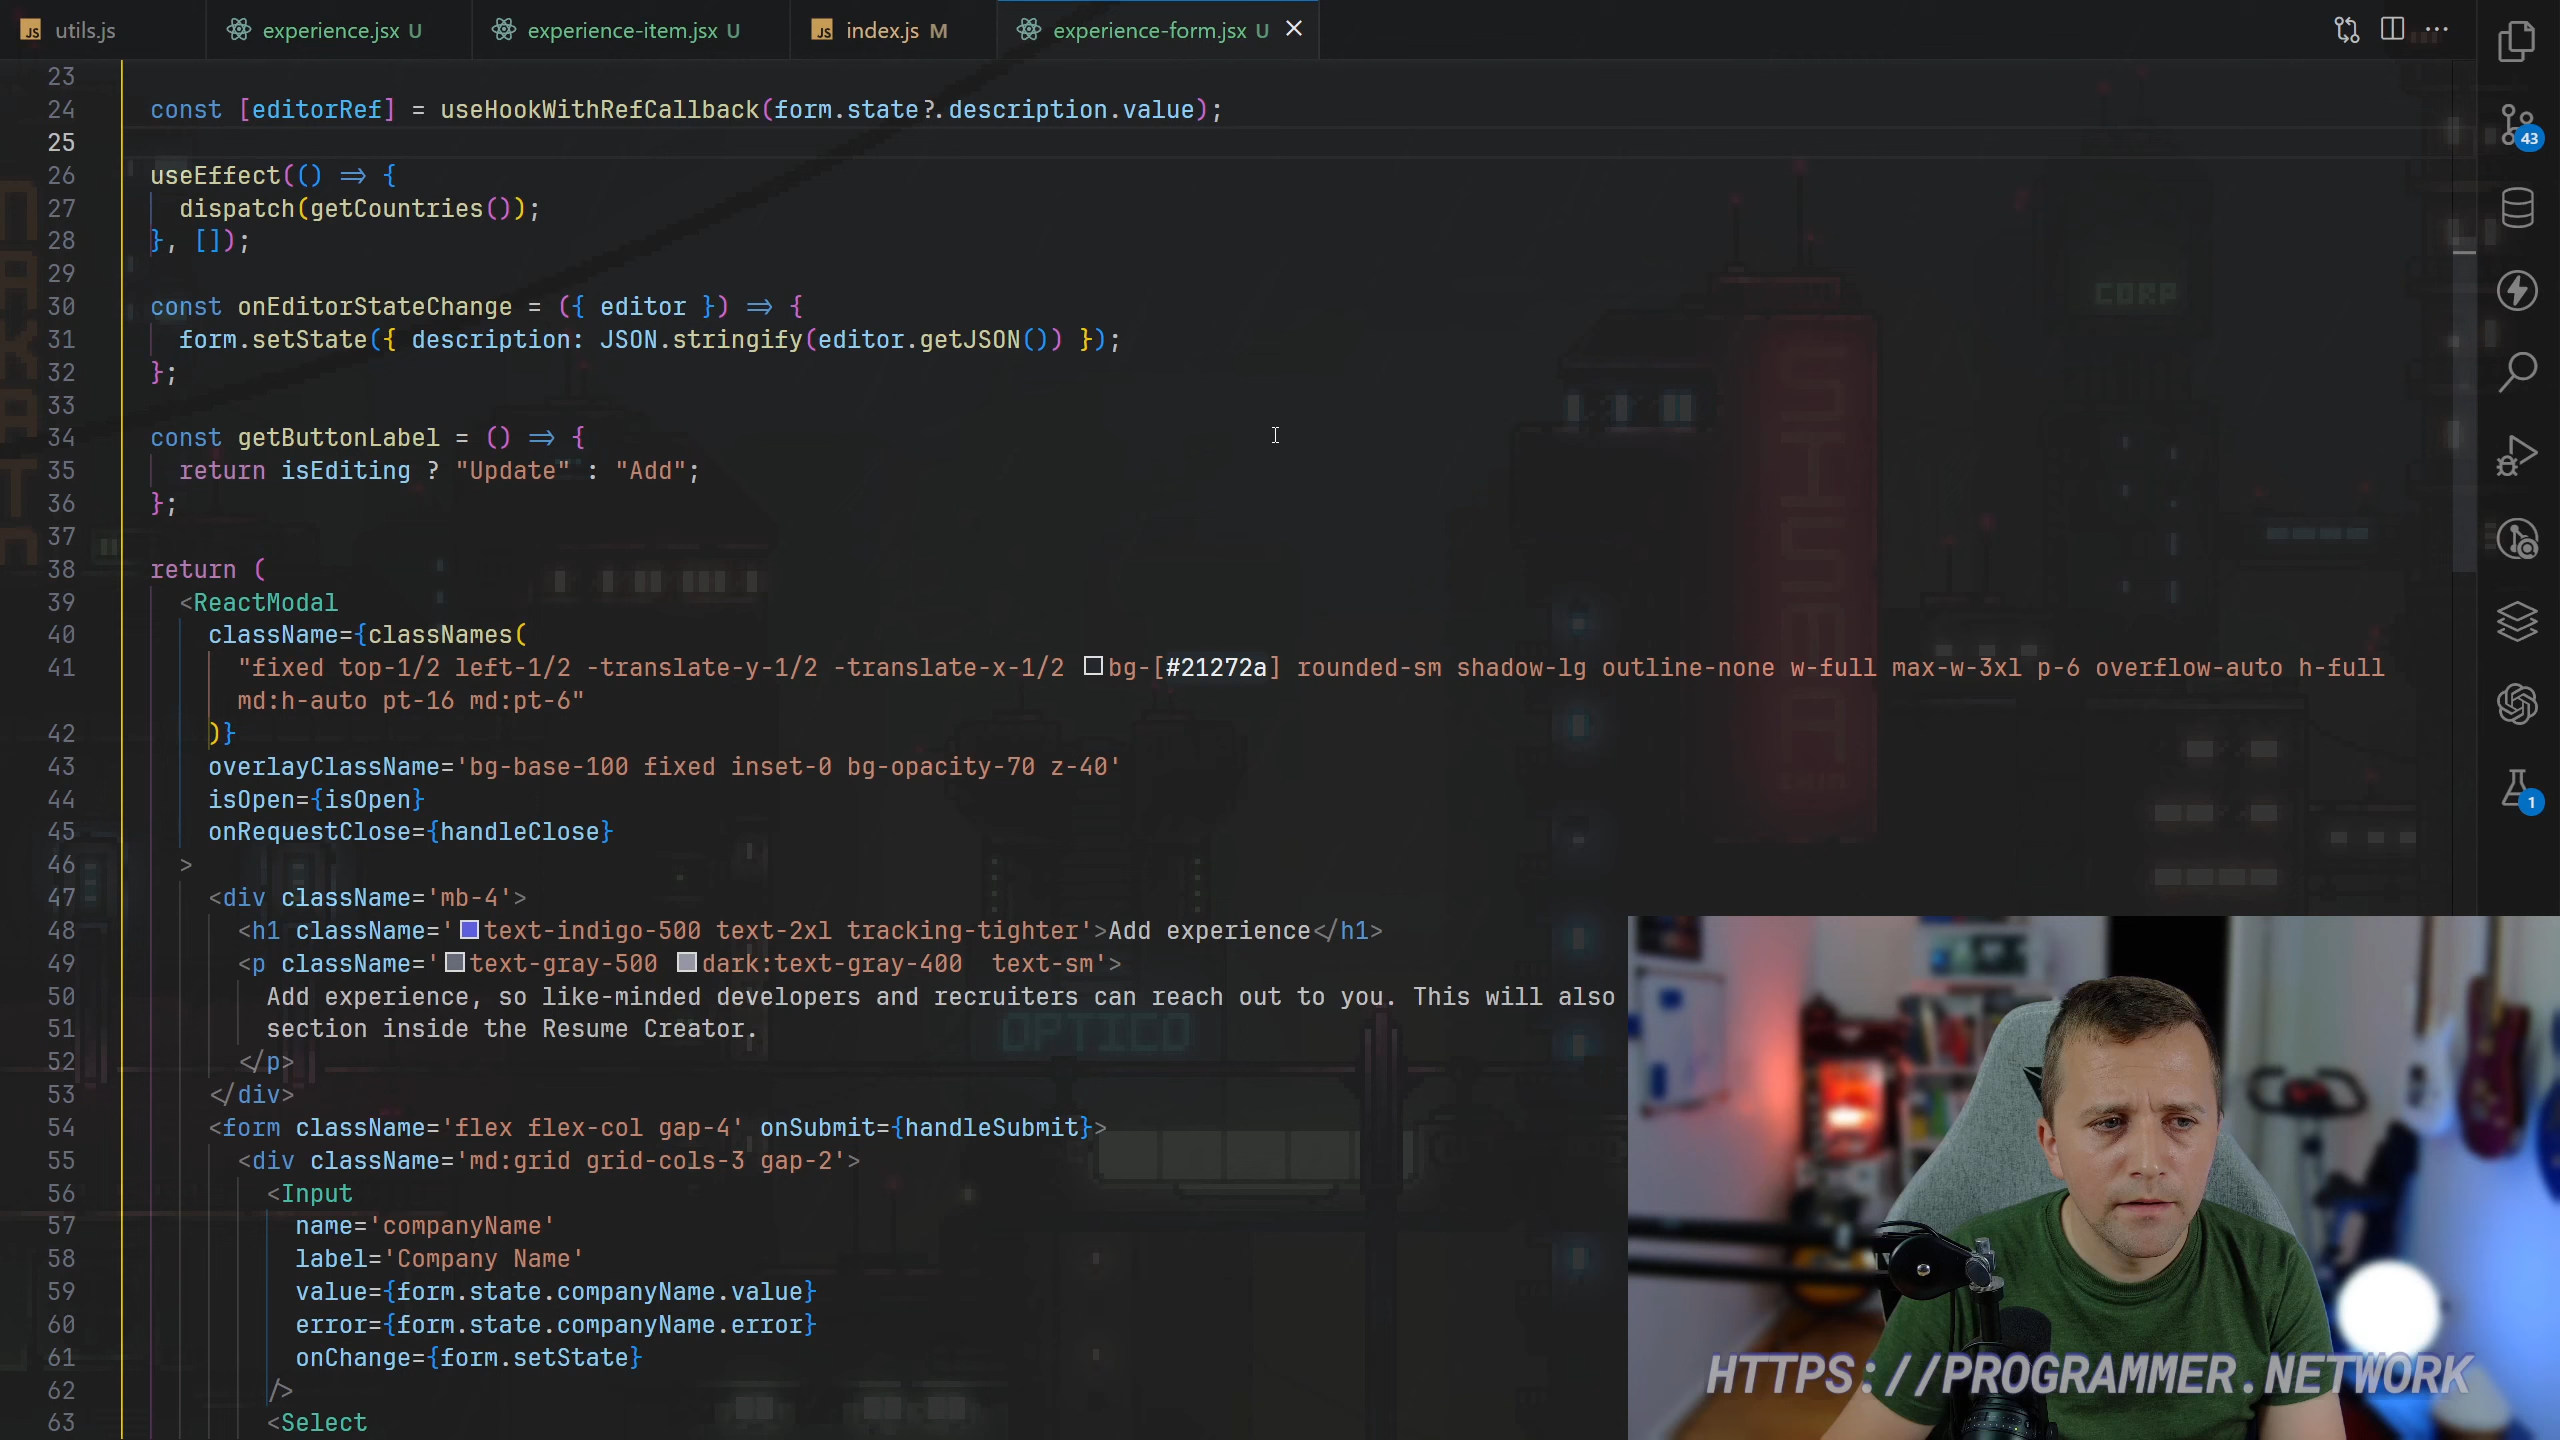 utils.js
experience.jsx U
experience-item.jsx U
index.js M
experience-form.jsx U
23
24 const [editorRef] = useHookWithRefCallback(form.state?.description.value);
25
26 useEffect(() => {
27 dispatch(getCountries());
28 }, []);
29
30 const onEditorStateChange = ({ editor }) => {
31 form.setState({ description: JSON.stringify(editor.getJSON()) });
32 };
33
34 const getButtonLabel = () => {
35 return isEditing ? "Update" : "Add";
36 };
37
38 return (
39 <ReactModal
40 className={classNames(
41 "fixed top-1/2 left-1/2 -translate-y-1/2 -translate-x-1/2 bg-[#21272a] rounded-sm shadow-lg outline-none w-full max-w-3xl p-6 overflow-auto h-full
md:h-auto pt-16 md:pt-6"
42 )}
43 overlayClassName='bg-base-100 fixed inset-0 bg-opacity-70 z-40'
44 isOpen={isOpen}
45 onRequestClose={handleClose}
46 >
47 <div className='mb-4'>
48 <h1 className='text-indigo-500 text-2xl tracking-tighter'>Add experience</h1>
49 <p className='text-gray-500 dark:text-gray-400  text-sm'>
50 Add experience, so like-minded developers and recruiters can reach out to you. This will also
51 section inside the Resume Creator.
52 </p>
53 </div>
54 <form className='flex flex-col gap-4' onSubmit={handleSubmit}>
55 <div className='md:grid grid-cols-3 gap-2'>
56 <Input
57 name='companyName'
58 label='Company Name'
59 value={form.state.companyName.value}
60 error={form.state.companyName.error}
61 onChange={form.setState}
62 />
63 <Select
43
1
CORP
OPTICO
HTTPS://PROGRAMMER.NETWORK